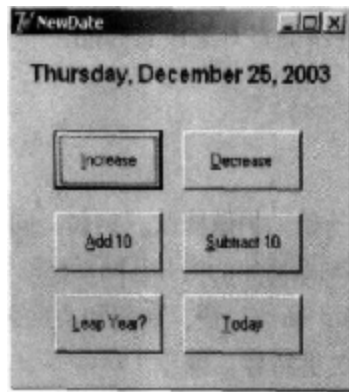 NewDate
Thursday, December 25, 2003
Increase Decrease
Add 10 Subtract 10
Leap Year? Today